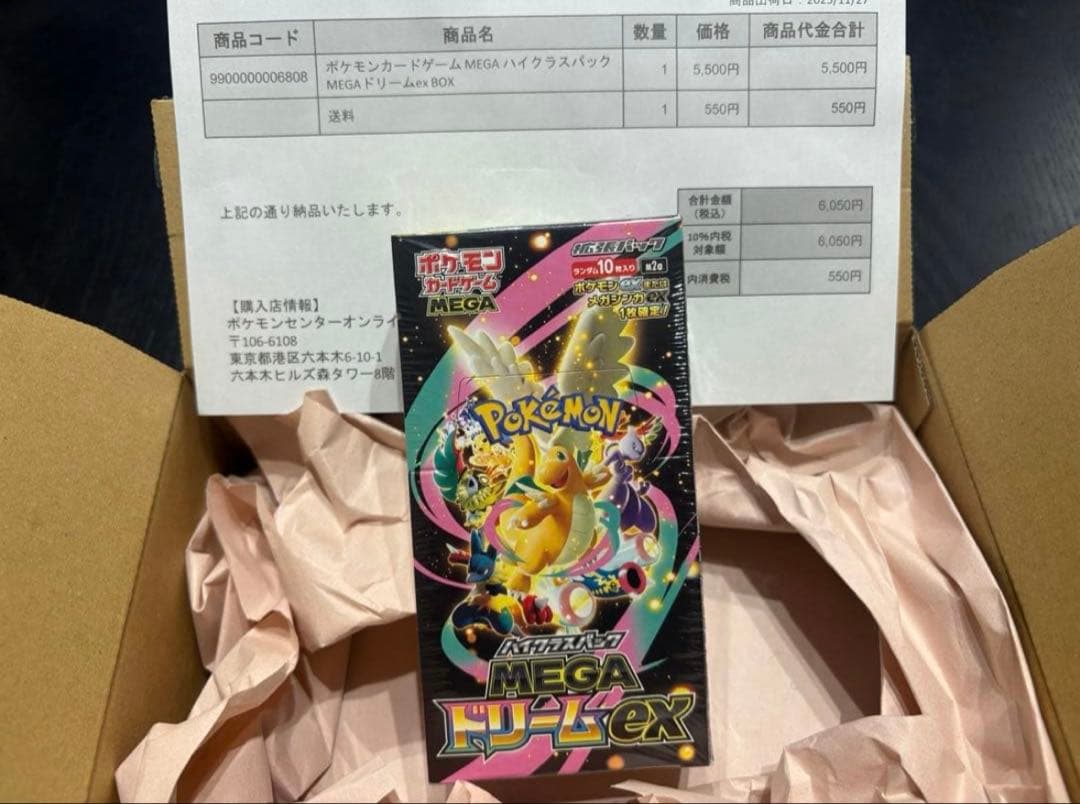 商品出荷日：2025/11/27
商品コード 商品名 数量 価格 商品代金合計
9900000006808 ポケモンカードゲーム MEGA ハイクラスパック MEGAドリームex BOX 1 5,500円 5,500円
送料 1 550円 550円
上記の通り納品いたします。
合計金額（税込） 6,050円
10%内税対象額 6,050円
内消費税 550円
【購入店情報】
ポケモンセンターオンライ
〒106-6108
東京都港区六本木6-10-1
六本木ヒルズ森タワー8階
ポケモン
カードゲーム
MEGA
拡張パック
ランダム10枚入り
ポケモンexまたは
メガシンカex
1枚確定！
POKéMON
ハイクラスパック
MEGA
ドリームex